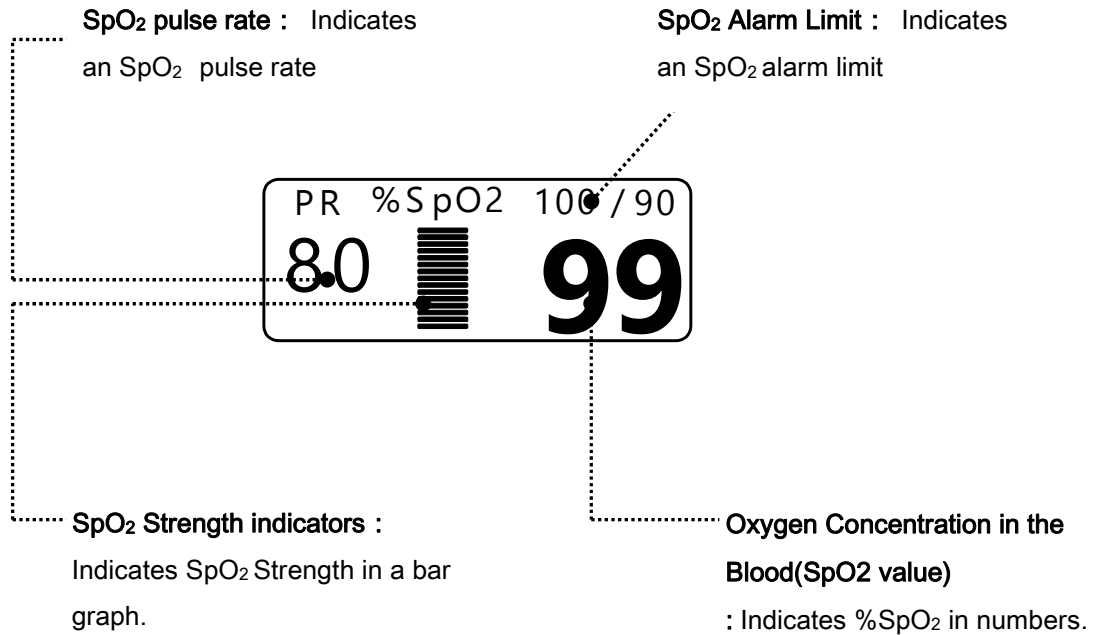 SpO₂ pulse rate : Indicates
an SpO₂ pulse rate
SpO₂ Alarm Limit : Indicates
an SpO₂ alarm limit
PR %SpO2 100/90
80 99
SpO₂ Strength indicators :
Indicates SpO₂ Strength in a bar
graph.
Oxygen Concentration in the
Blood(SpO2 value)
: Indicates %SpO₂ in numbers.